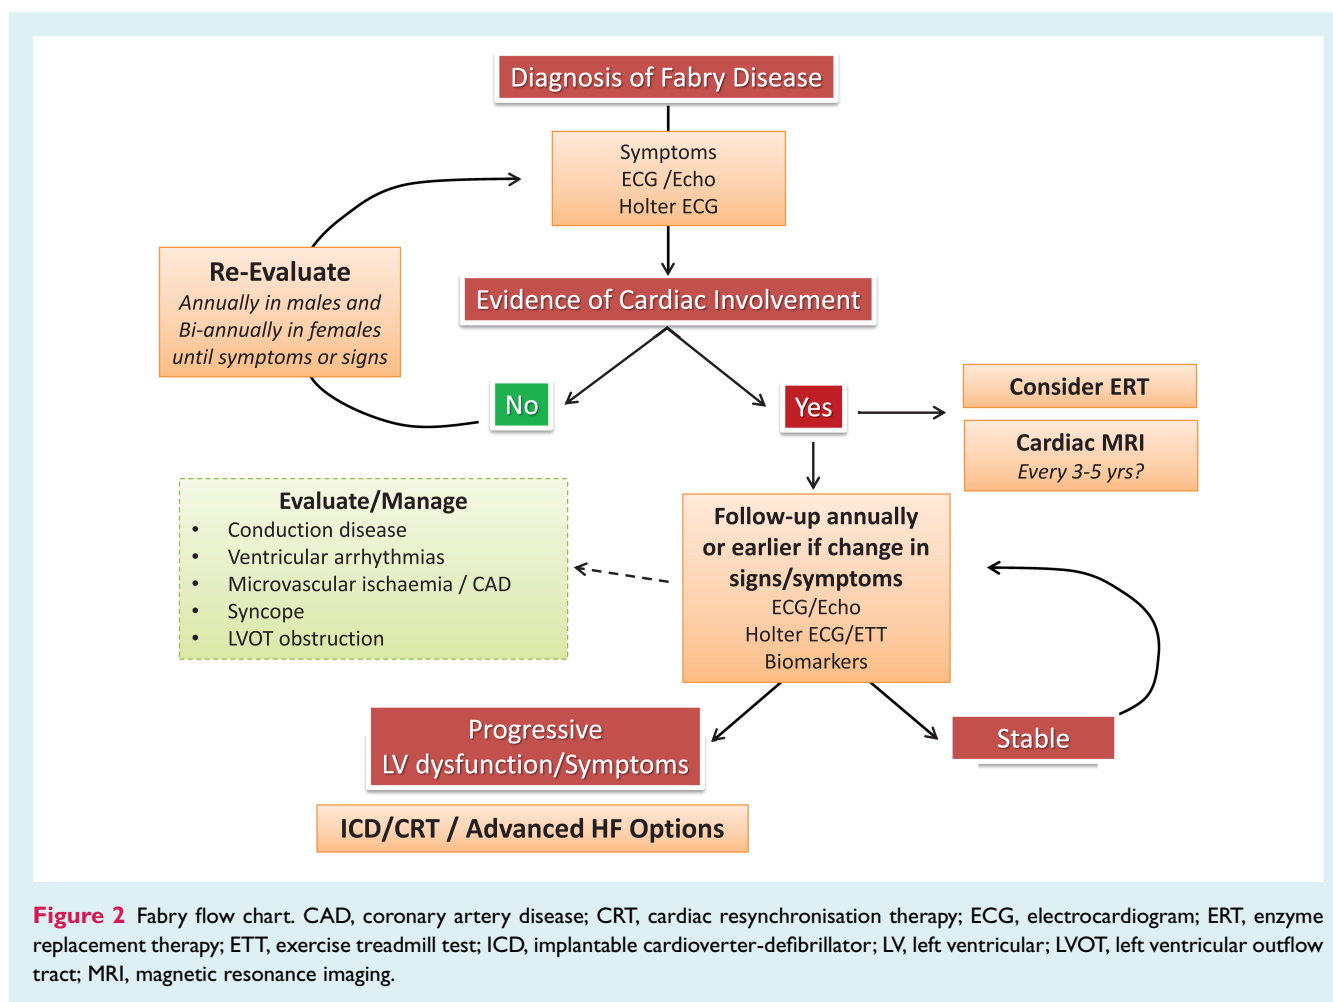 Diagnosis of Fabry Disease
Symptoms
ECG /Echo
Holter ECG
Re-Evaluate
Annually in males and
Bi-annually in females
until symptoms or signs
Evidence of Cardiac Involvement
No
Yes
Consider ERT
Cardiac MRI
Every 3-5 yrs?
Evaluate/Manage
• Conduction disease
• Ventricular arrhythmias
• Microvascular ischaemia / CAD
• Syncope
• LVOT obstruction
Follow-up annually
or earlier if change in
signs/symptoms
ECG/Echo
Holter ECG/ETT
Biomarkers
Progressive
LV dysfunction/Symptoms
Stable
ICD/CRT / Advanced HF Options
Figure 2 Fabry flow chart. CAD, coronary artery disease; CRT, cardiac resynchronisation therapy; ECG, electrocardiogram; ERT, enzyme
replacement therapy; ETT, exercise treadmill test; ICD, implantable cardioverter-defibrillator; LV, left ventricular; LVOT, left ventricular outflow
tract; MRI, magnetic resonance imaging.